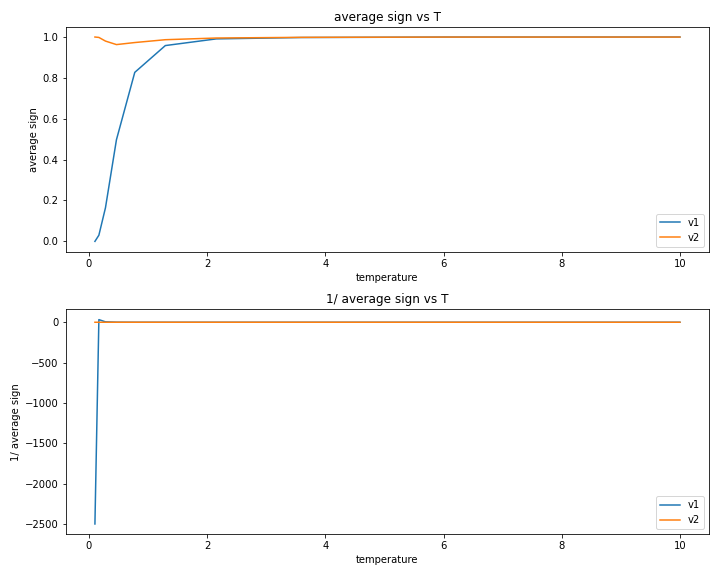 average sign vs T
1.0
0.8
0.6
0.4
0.2
0.0
average sign
v1
v2
0 2 4 6 8 10
temperature
1/ average sign vs T
0
−500
−1000
−1500
−2000
−2500
1/ average sign
v1
v2
0 2 4 6 8 10
temperature